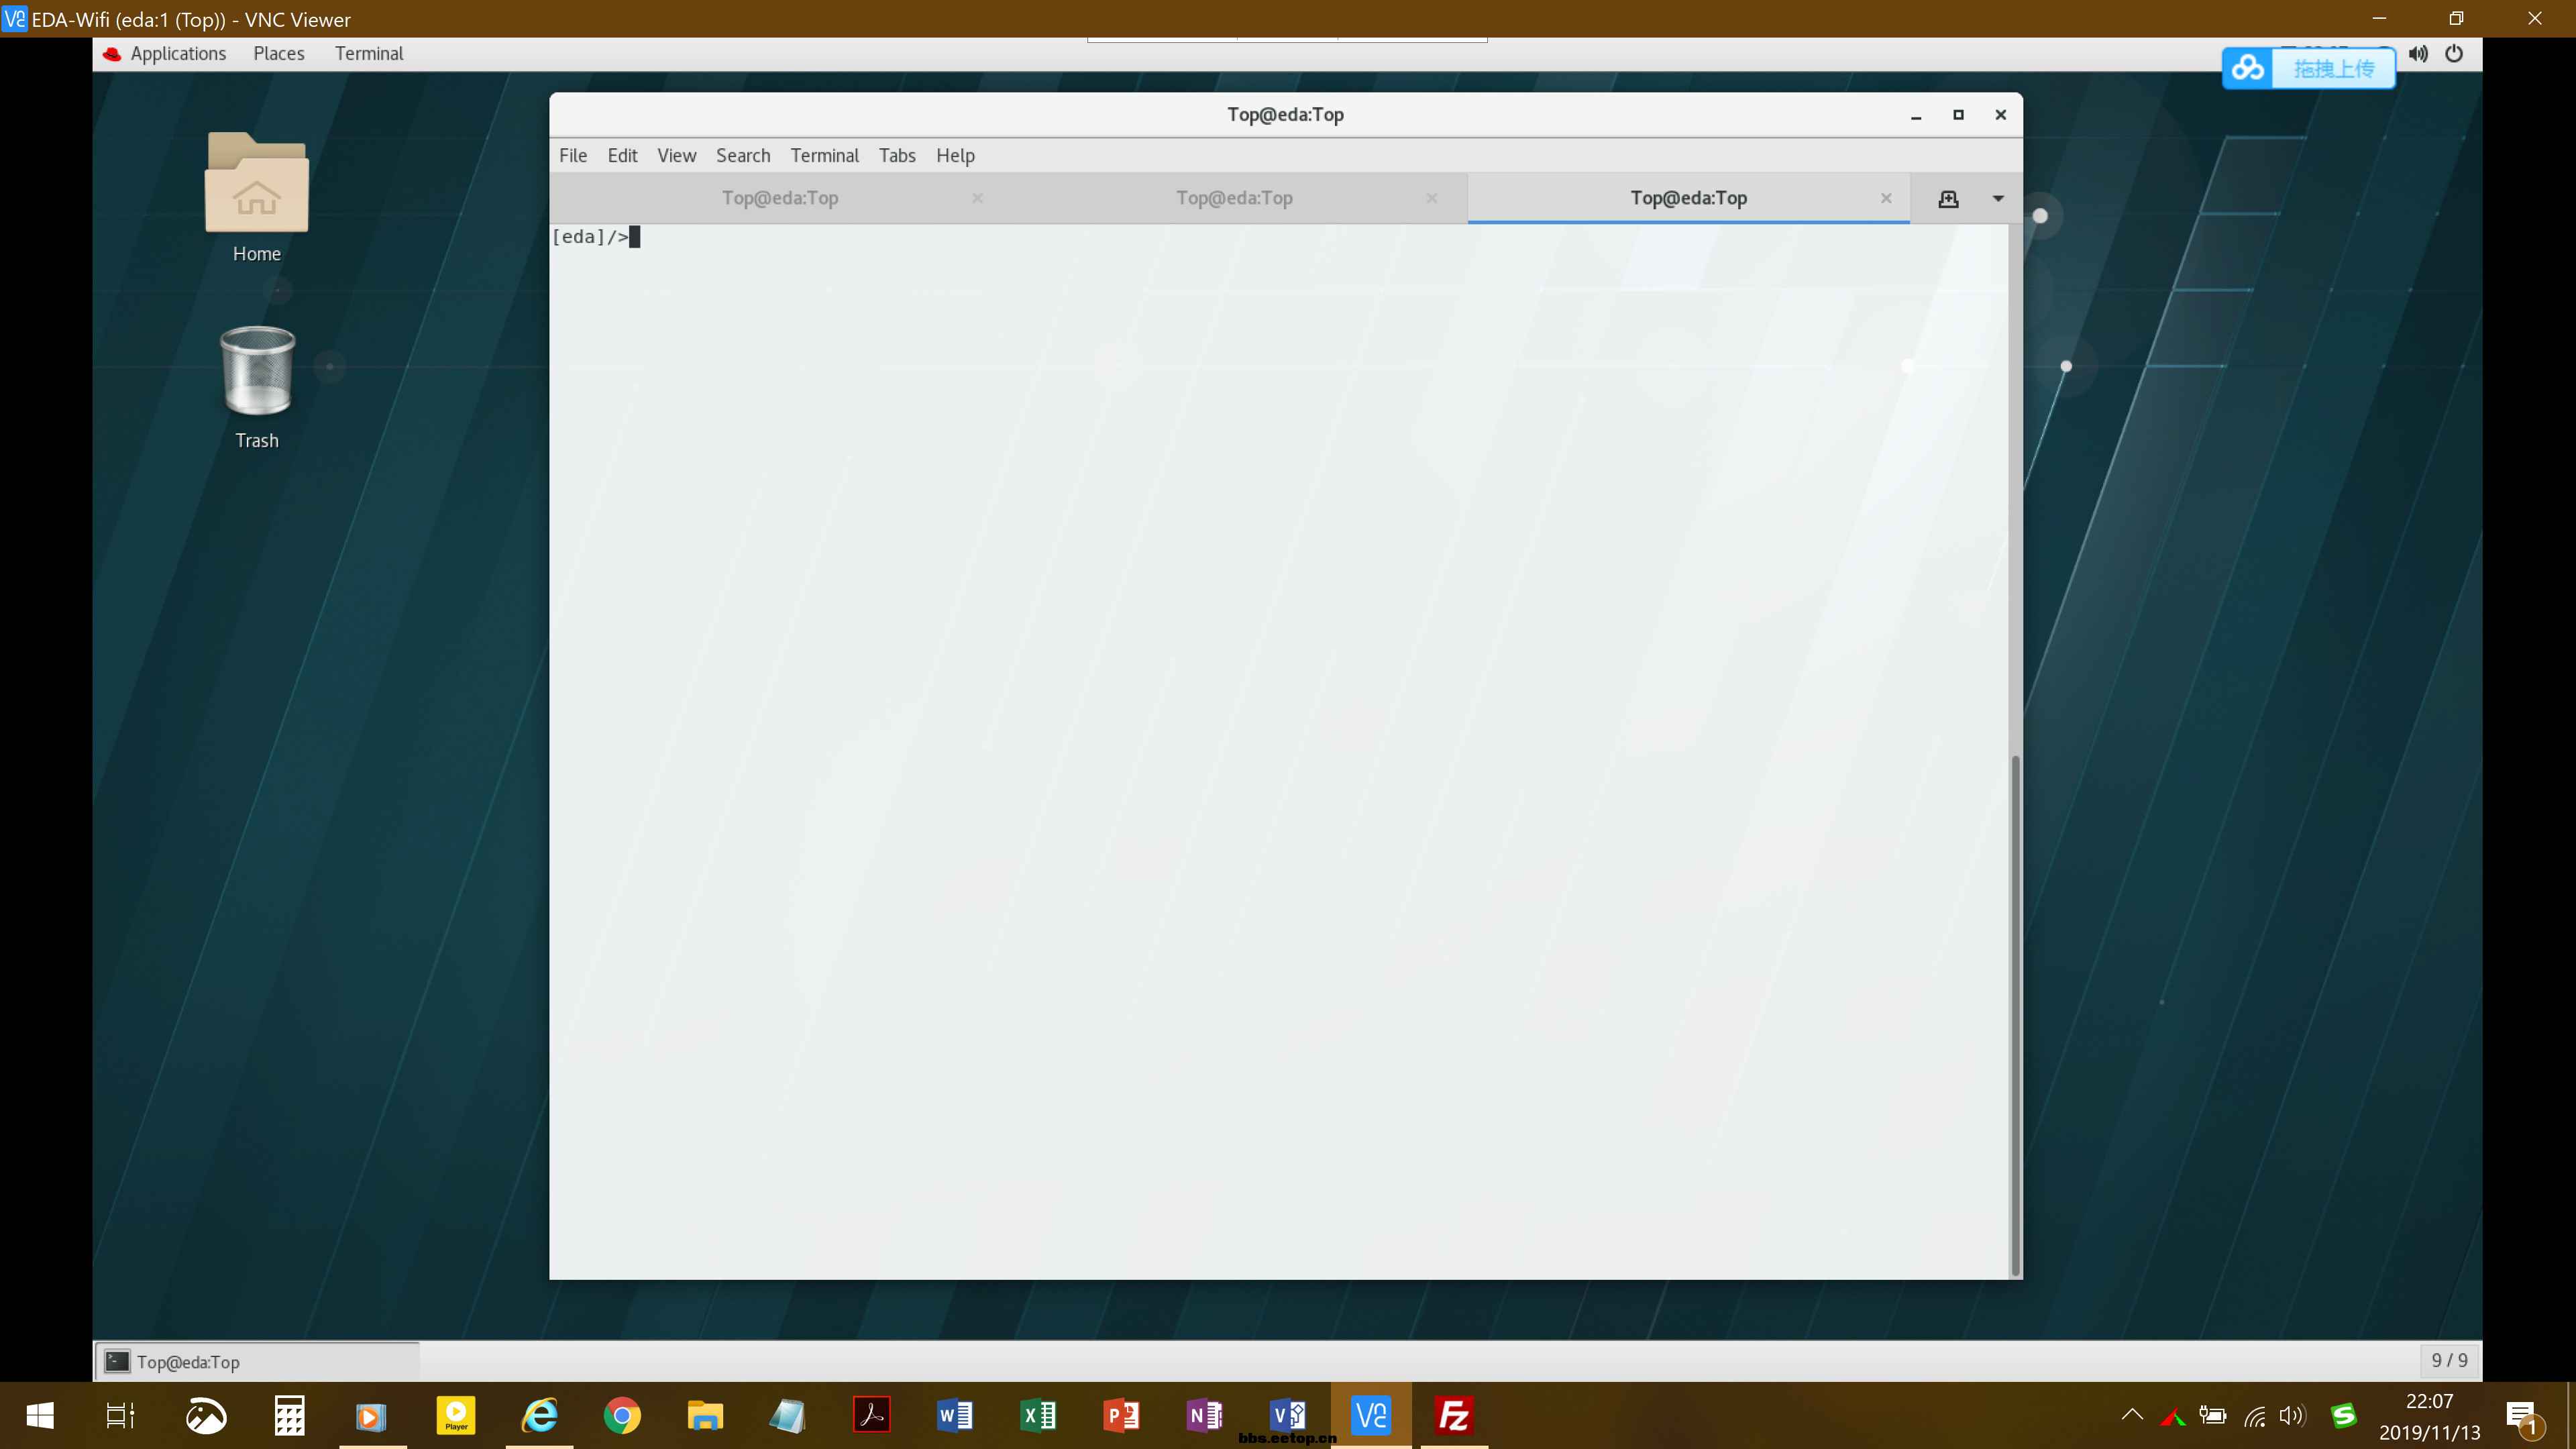 EDA-Wifi (eda:1 (Top)) - VNC Viewer
Applications Places Terminal
拖拽上传
Top@eda:Top
File Edit View Search Terminal Tabs Help
Top@eda:Top Top@eda:Top Top@eda:Top
[eda]/>
Home
Trash
Top@eda:Top
9 / 9
Player
22:07
2019/11/13
1
bbs.eetop.cn